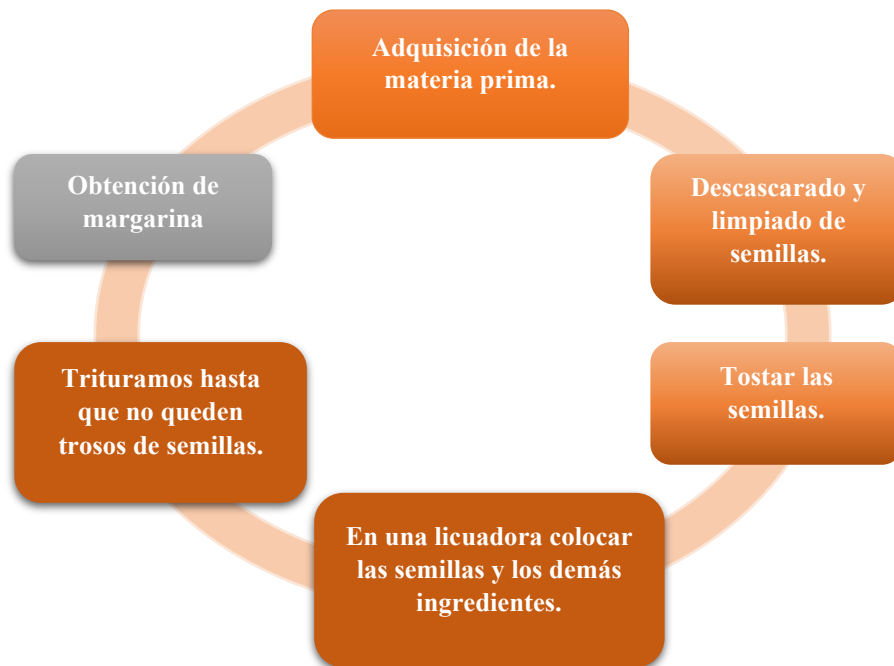 Adquisición de la
materia prima.
Descascarado y
limpiado de
semillas.
Tostar las
semillas.
En una licuadora colocar
las semillas y los demás
ingredientes.
Trituramos hasta
que no queden
trosos de semillas.
Obtención de
margarina